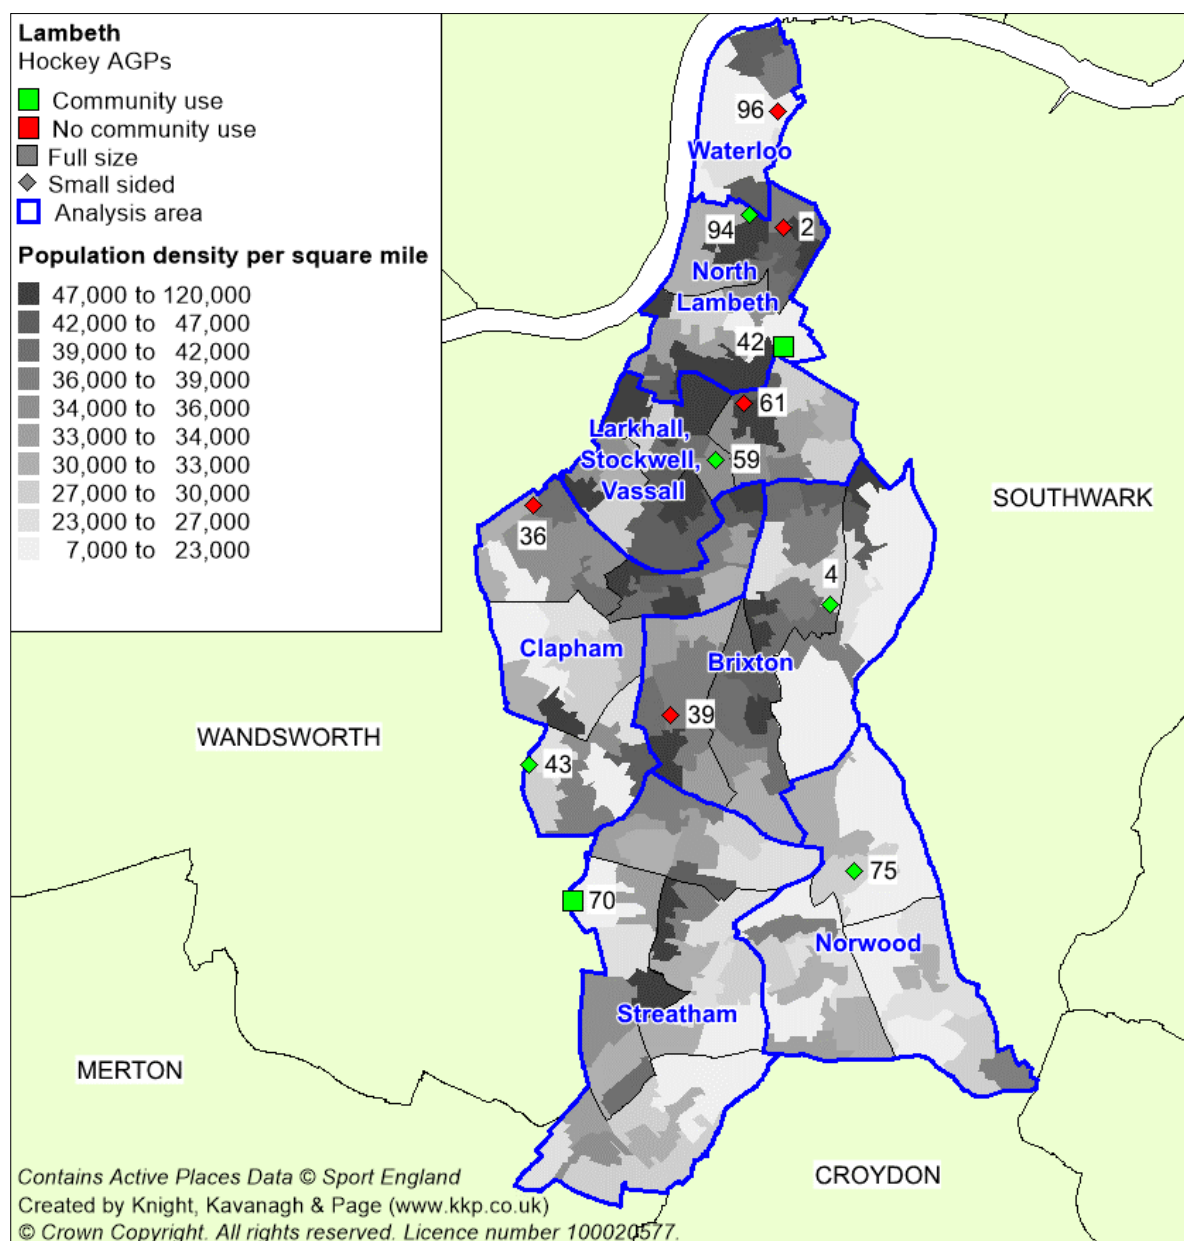 Lambeth
Hockey AGPs
Community use
No community use
Full size
Small sided
Analysis area
Population density per square mile
47,000 to 120,000
42,000 to 47,000
39,000 to 42,000
36,000 to 39,000
34,000 to 36,000
33,000 to 34,000
30,000 to 33,000
27,000 to 30,000
23,000 to 27,000
7,000 to 23,000
96
Waterloo
94
2
North
Lambeth
42
61
Larkhall,
Stockwell,
Vassall
59
SOUTHWARK
36
4
Clapham
Brixton
39
WANDSWORTH
43
75
70
Norwood
Streatham
MERTON
CROYDON
Contains Active Places Data © Sport England
Created by Knight, Kavanagh & Page (www.kkp.co.uk)
© Crown Copyright. All rights reserved. Licence number 100020577.